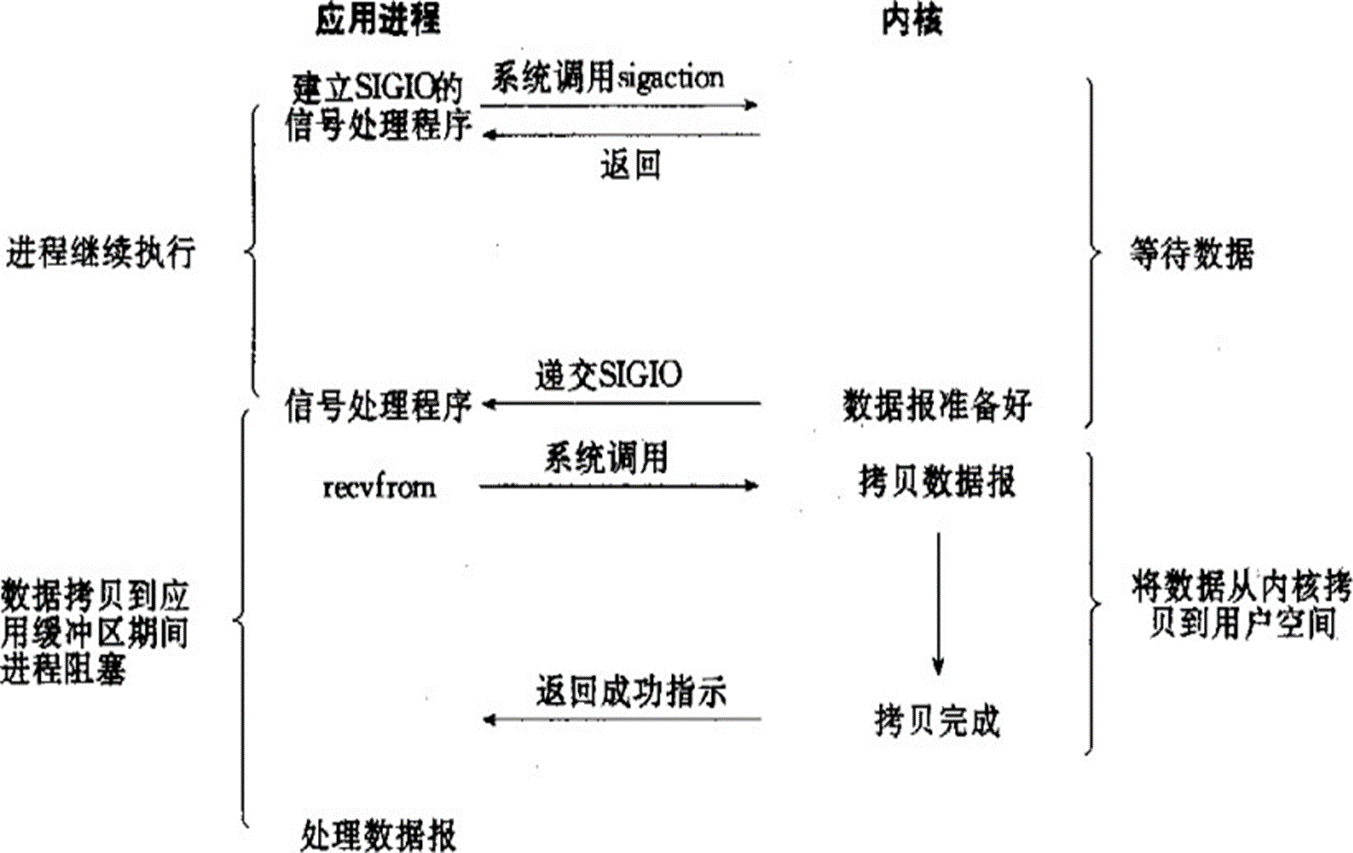 应用进程
内核
建立SIGIO的
信号处理程序
系统调用sigaction
返回
进程继续执行
等待数据
递交SIGIO
信号处理程序
数据报准备好
系统调用
recvfrom
拷贝数据报
数据拷贝到应
用缓冲区期间
进程阻塞
将数据从内核拷
贝到用户空间
返回成功指示
拷贝完成
处理数据报